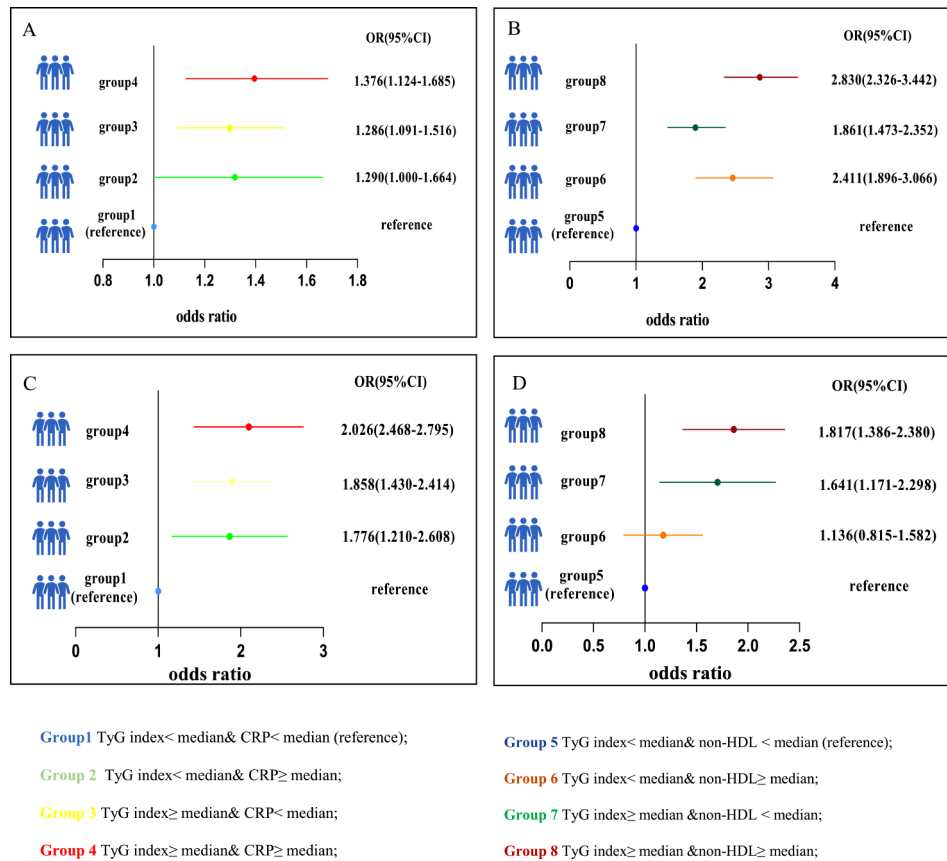 A
OR(95%CI)
group4
1.376(1.124-1.685)
group3
1.286(1.091-1.516)
group2
1.290(1.000-1.664)
group1
(reference)
reference
0.8 1.0 1.2 1.4 1.6 1.8
odds ratio
B
OR(95%CI)
group8
2.830(2.326-3.442)
group7
1.861(1.473-2.352)
group6
2.411(1.896-3.066)
group5
(reference)
reference
0 1 2 3 4
odds ratio
C
OR(95%CI)
group4
2.026(2.468-2.795)
group3
1.858(1.430-2.414)
group2
1.776(1.210-2.608)
group1
(reference)
reference
0 1 2 3
odds ratio
D
OR(95%CI)
group8
1.817(1.386-2.380)
group7
1.641(1.171-2.298)
group6
1.136(0.815-1.582)
group5
(reference)
reference
0.0 0.5 1.0 1.5 2.0 2.5
odds ratio
Group1 TyG index< median& CRP< median (reference);
Group 2 TyG index< median& CRP≥ median;
Group 3 TyG index≥ median& CRP< median;
Group 4 TyG index≥ median& CRP≥ median;
Group 5 TyG index< median& non-HDL < median (reference);
Group 6 TyG index< median& non-HDL≥ median;
Group 7 TyG index≥ median &non-HDL < median;
Group 8 TyG index≥ median &non-HDL≥ median;